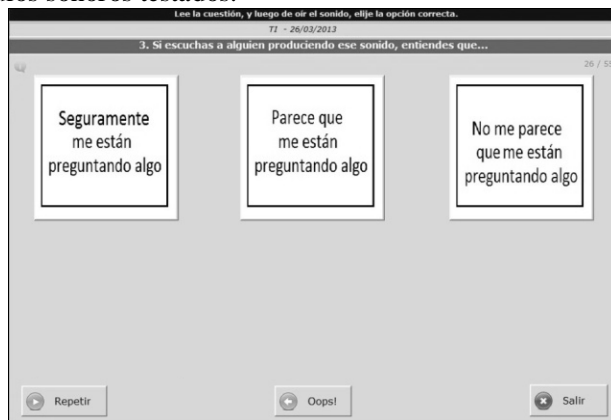 Lee la cuestión, y luego de oir el sonido, elije la opción correcta.
T1 - 26/03/2013
3. Si escuchas a alguien produciendo ese sonido, entiendes que...
26 / 55
Seguramente
me están
preguntando algo
Parece que
me están
preguntando algo
No me parece
que me están
preguntando algo
Repetir
Oops!
Salir